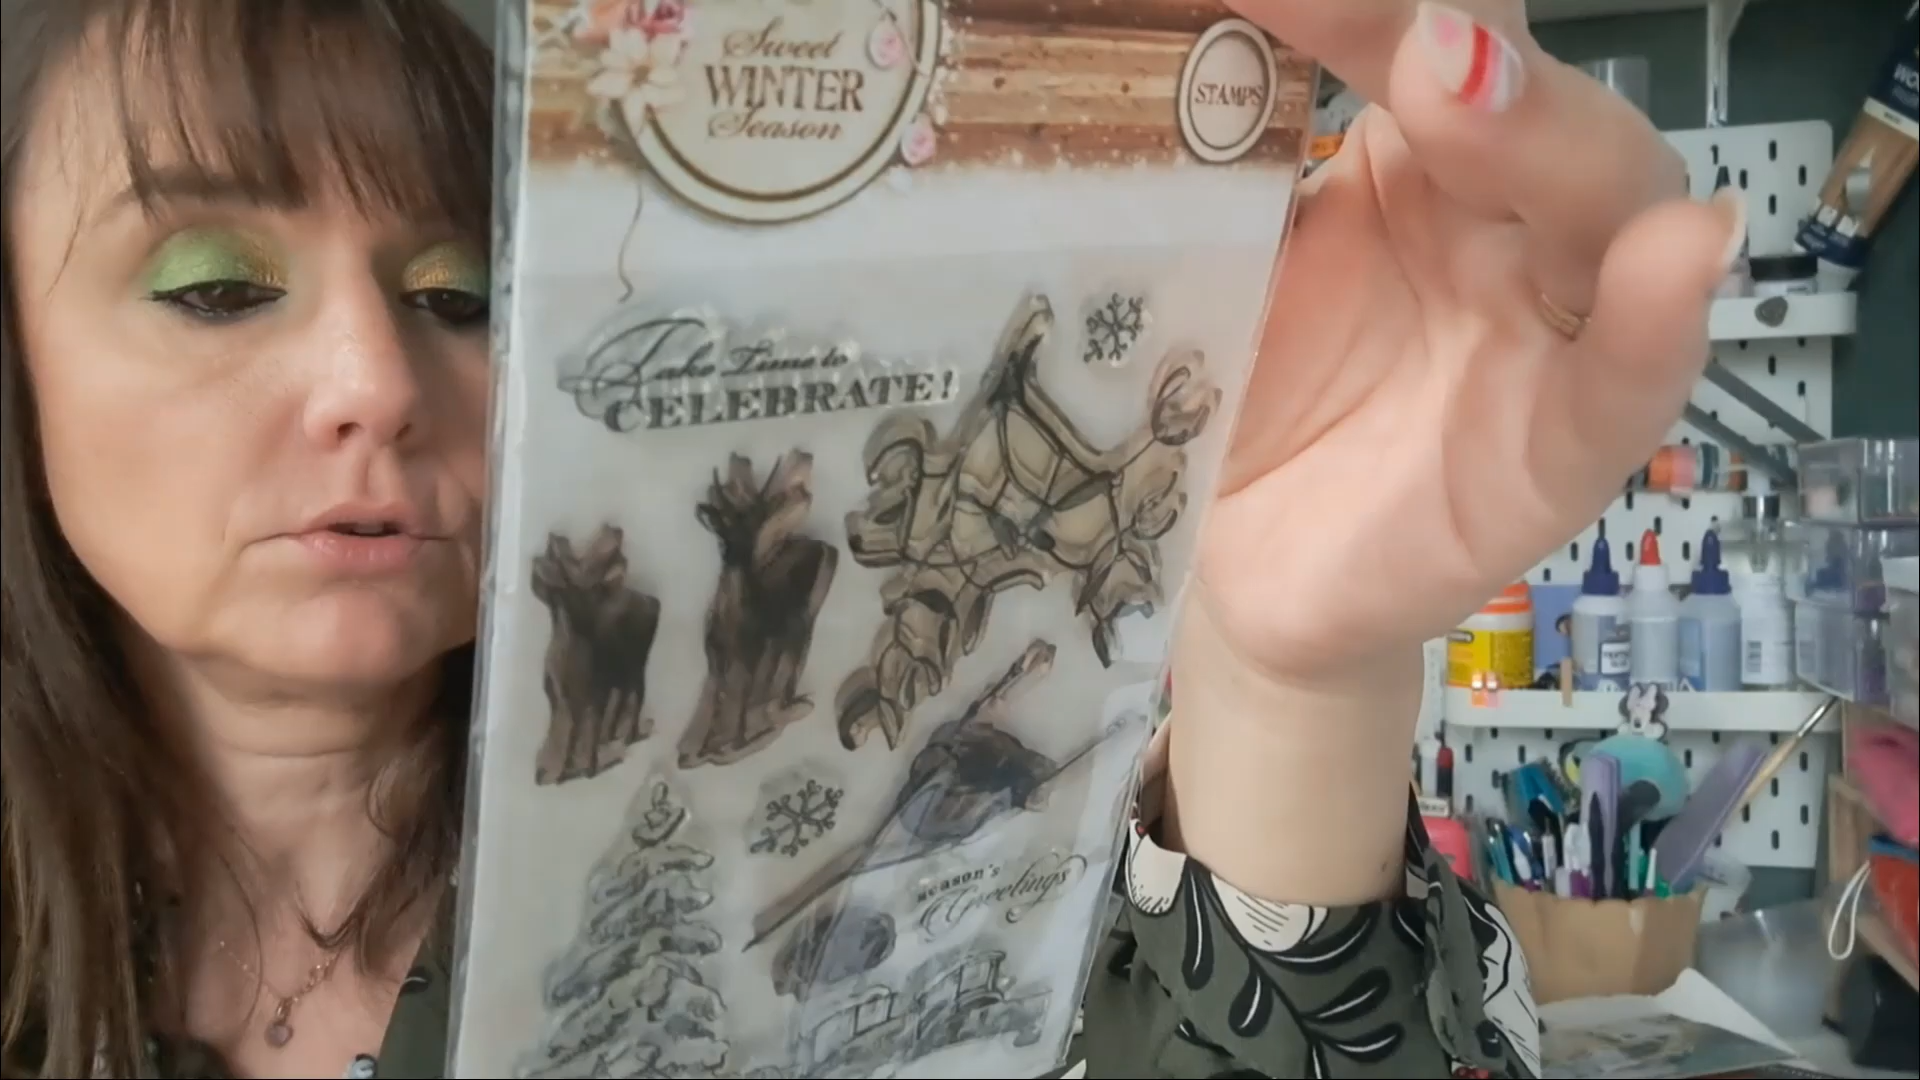 Sweet
WINTER
Season
STAMPS
Take Time to
CELEBRATE!
season's
Greetings